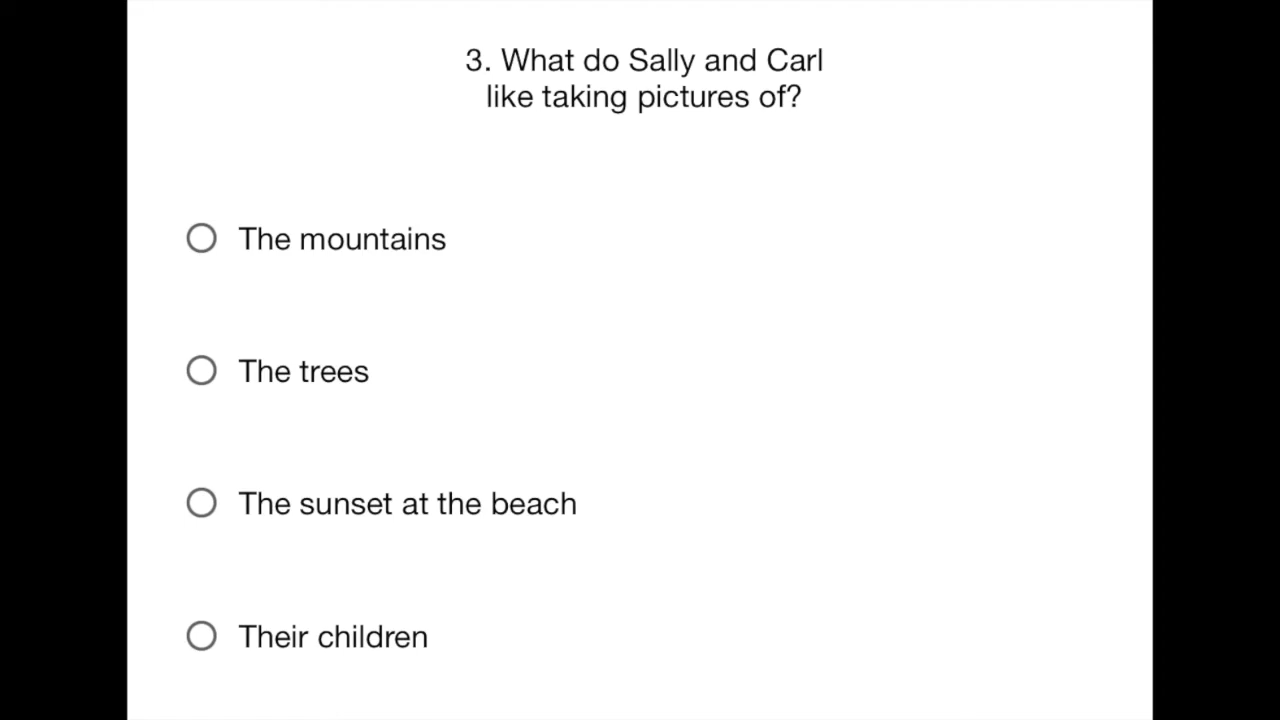 3. What do Sally and Carl
like taking pictures of?
The mountains
The trees
The sunset at the beach
Their children